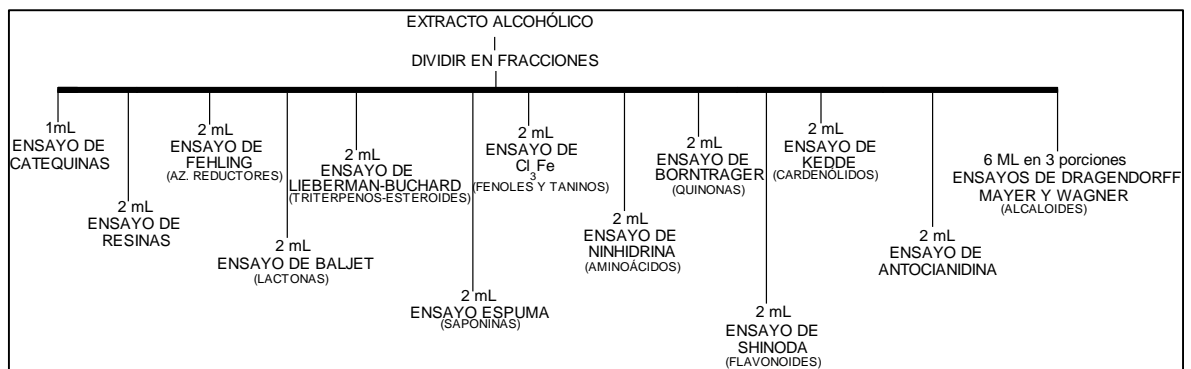 EXTRACTO ALCOHÓLICO
DIVIDIR EN FRACCIONES
1mL
ENSAYO DE
CATEQUINAS
2 mL
ENSAYO DE
RESINAS
2 mL
ENSAYO DE
FEHLING
(AZ. REDUCTORES)
2 mL
ENSAYO DE BALJET
(LACTONAS)
2 mL
ENSAYO DE
LIEBERMAN-BUCHARD
(TRITERPENOS-ESTEROIDES)
2 mL
ENSAYO ESPUMA
(SAPONINAS)
2 mL
ENSAYO DE
Cl3Fe
(FENOLES Y TANINOS)
2 mL
ENSAYO DE
NINHIDRINA
(AMINOÁCIDOS)
2 mL
ENSAYO DE
BORNTRAGER
(QUINONAS)
2 mL
ENSAYO DE
SHINODA
(FLAVONOIDES)
2 mL
ENSAYO DE
KEDDE
(CARDENÓLIDOS)
2 mL
ENSAYO DE
ANTOCIANIDINA
6 ML en 3 porciones
ENSAYOS DE DRAGENDORFF
MAYER Y WAGNER
(ALCALOIDES)